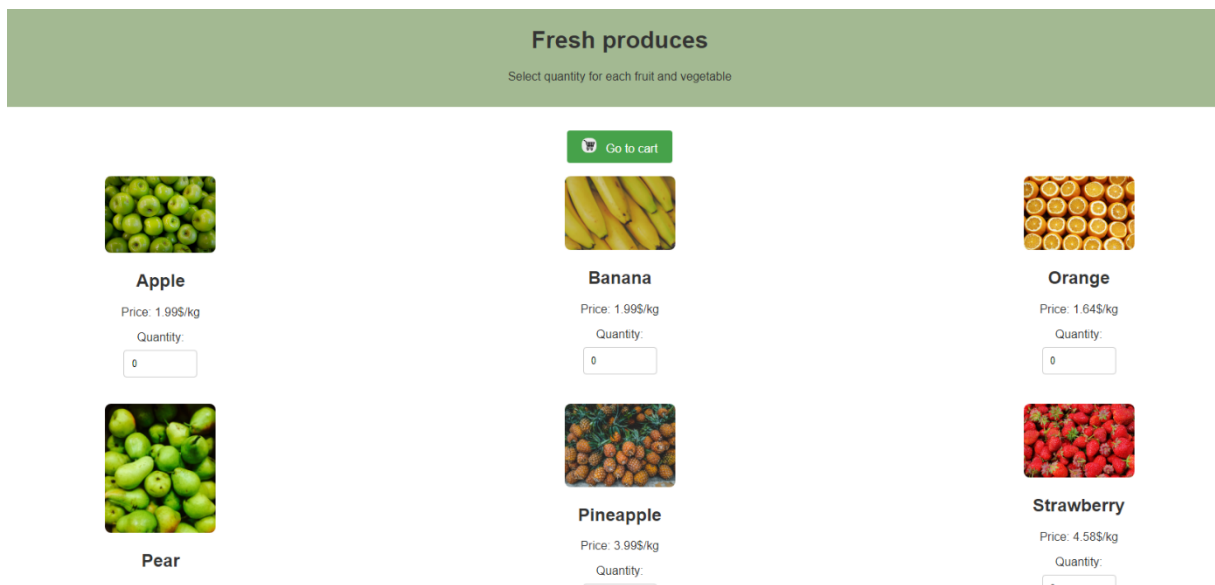 Fresh produces
Select quantity for each fruit and vegetable
Go to cart
Apple
Price: 1.99$/kg
Quantity:
0
Banana
Price: 1.99$/kg
Quantity:
0
Orange
Price: 1.64$/kg
Quantity:
0
Pear
Pineapple
Price: 3.99$/kg
Quantity:
Strawberry
Price: 4.58$/kg
Quantity: